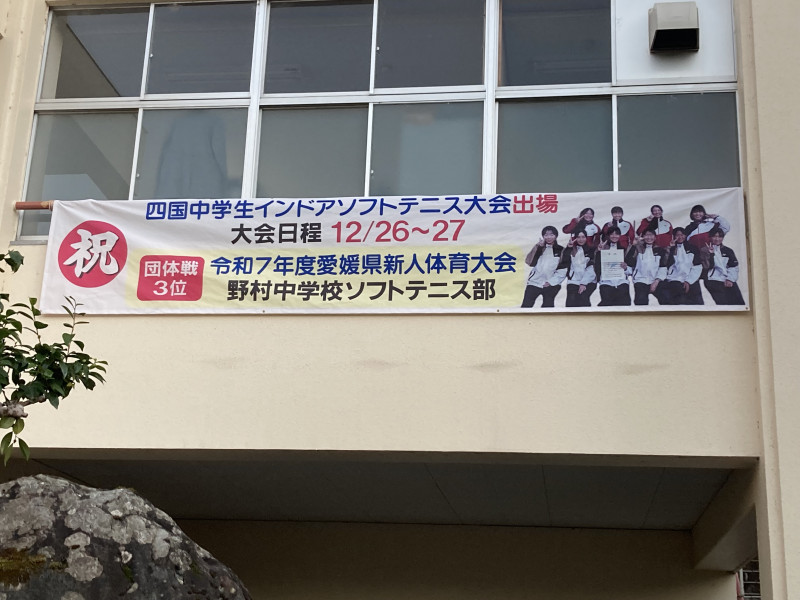 祝
四国中学生インドアソフトテニス大会出場
大会日程 12/26～27
団体戦
3位
令和7年度愛媛県新人体育大会
野村中学校ソフトテニス部